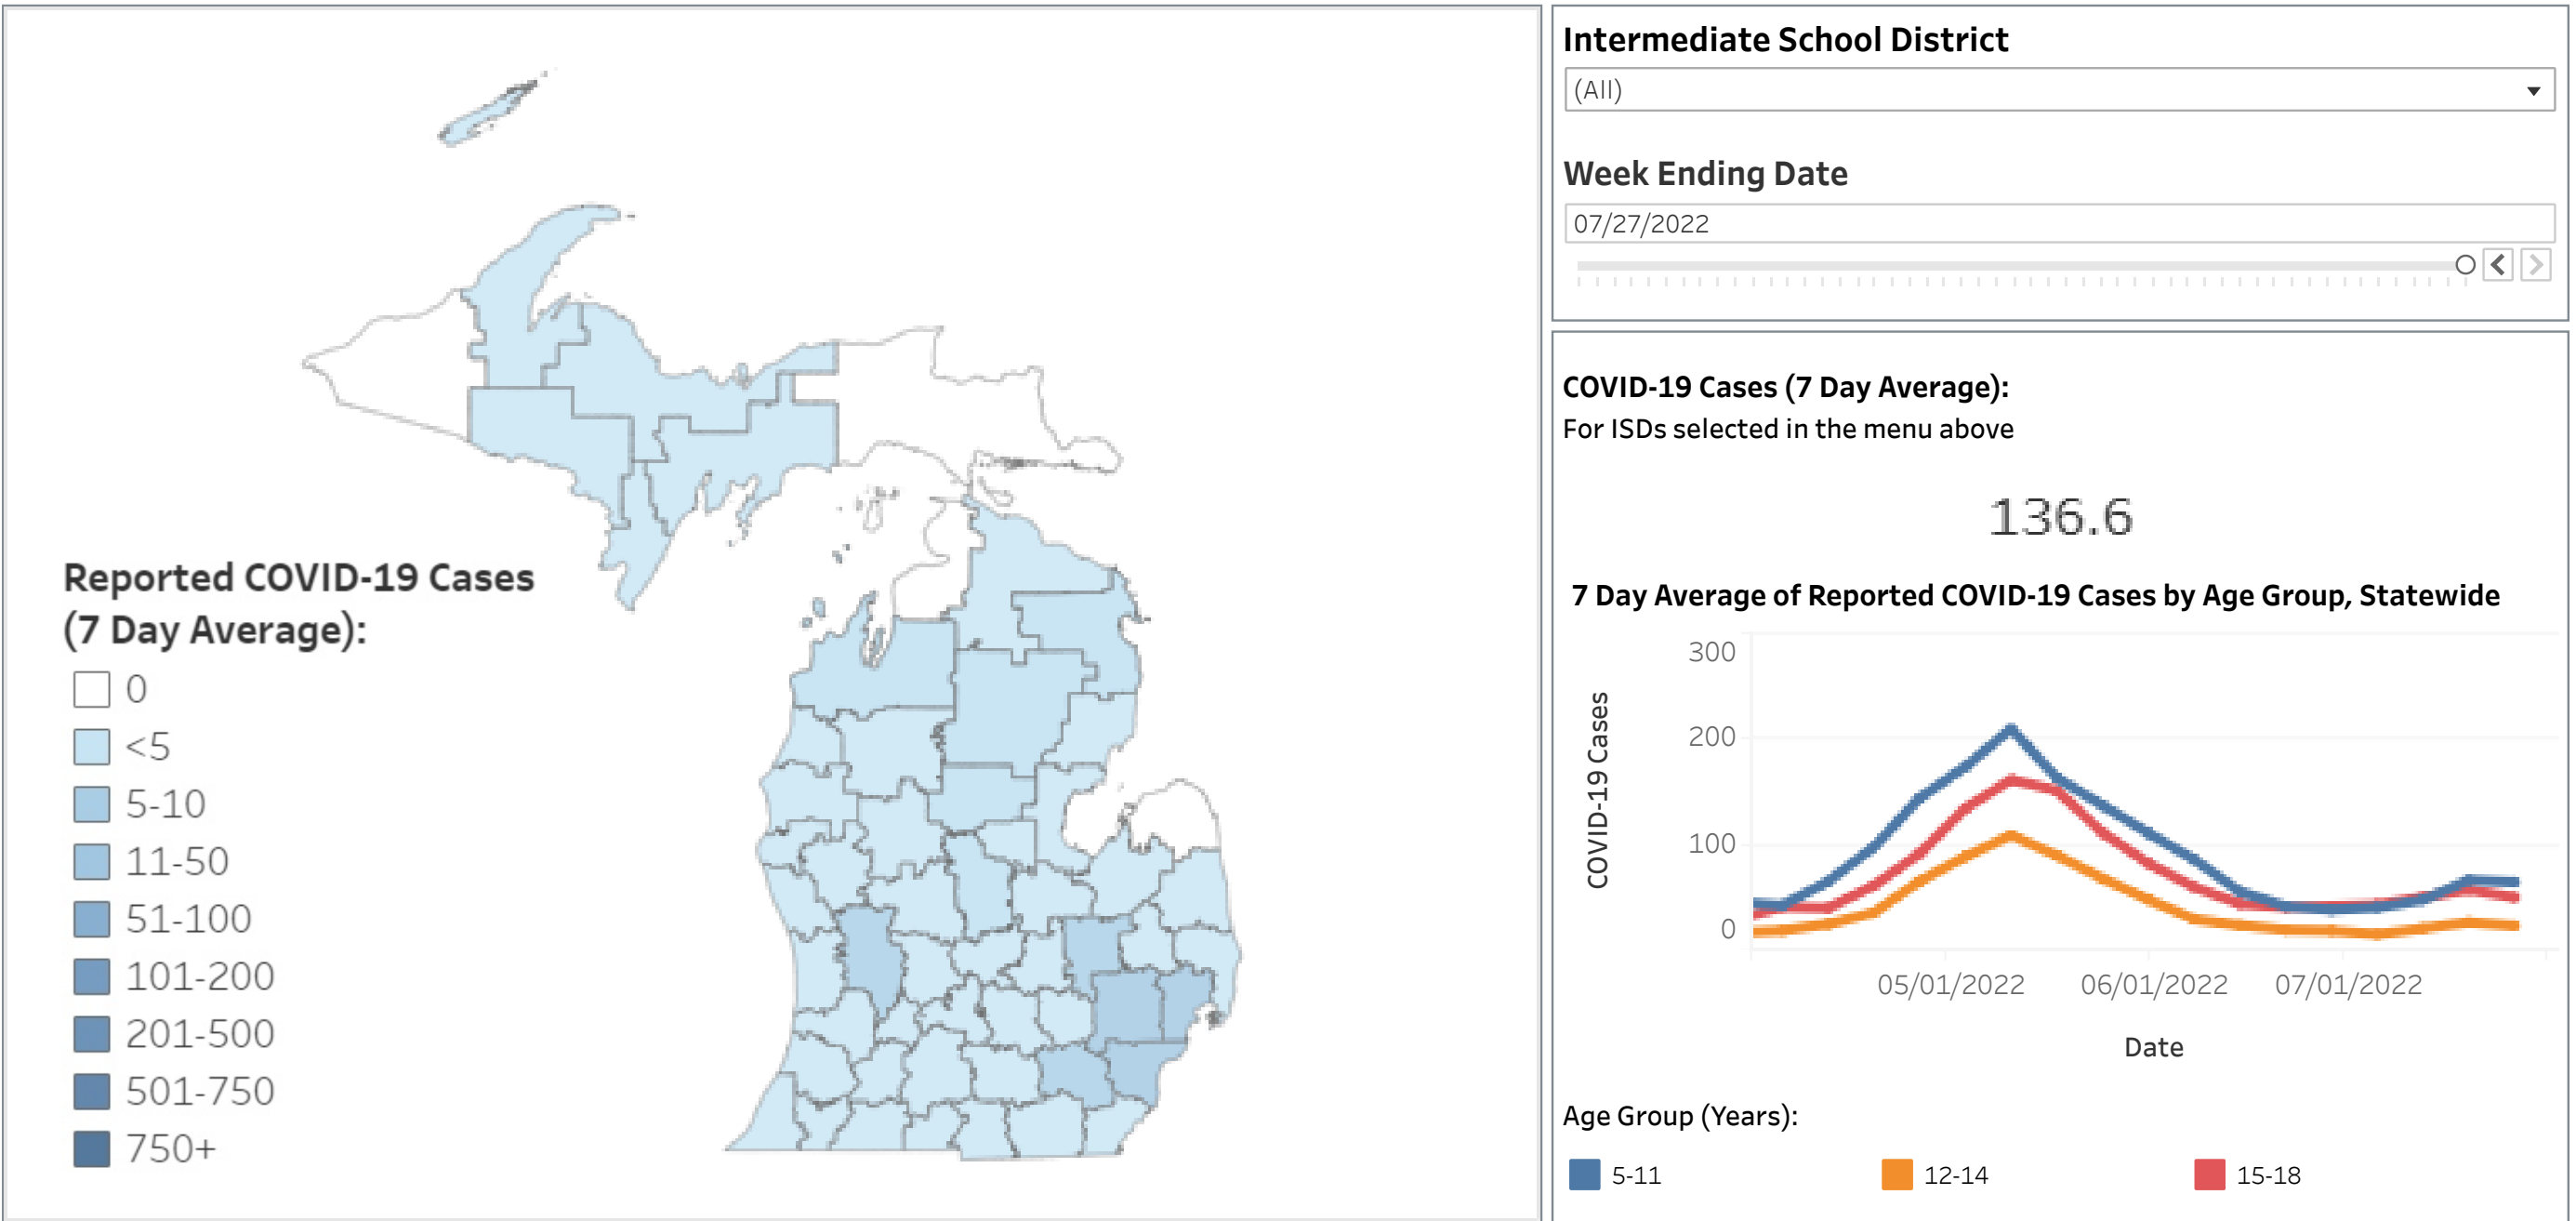 Reported COVID-19 Cases
(7 Day Average):
0
<5
5-10
11-50
51-100
101-200
201-500
501-750
750+
Intermediate School District
(All)
Week Ending Date
07/27/2022
COVID-19 Cases (7 Day Average):
For ISDs selected in the menu above
136.6
7 Day Average of Reported COVID-19 Cases by Age Group, Statewide
COVID-19 Cases
300
200
100
0
05/01/2022
06/01/2022
07/01/2022
Date
Age Group (Years):
5-11
12-14
15-18